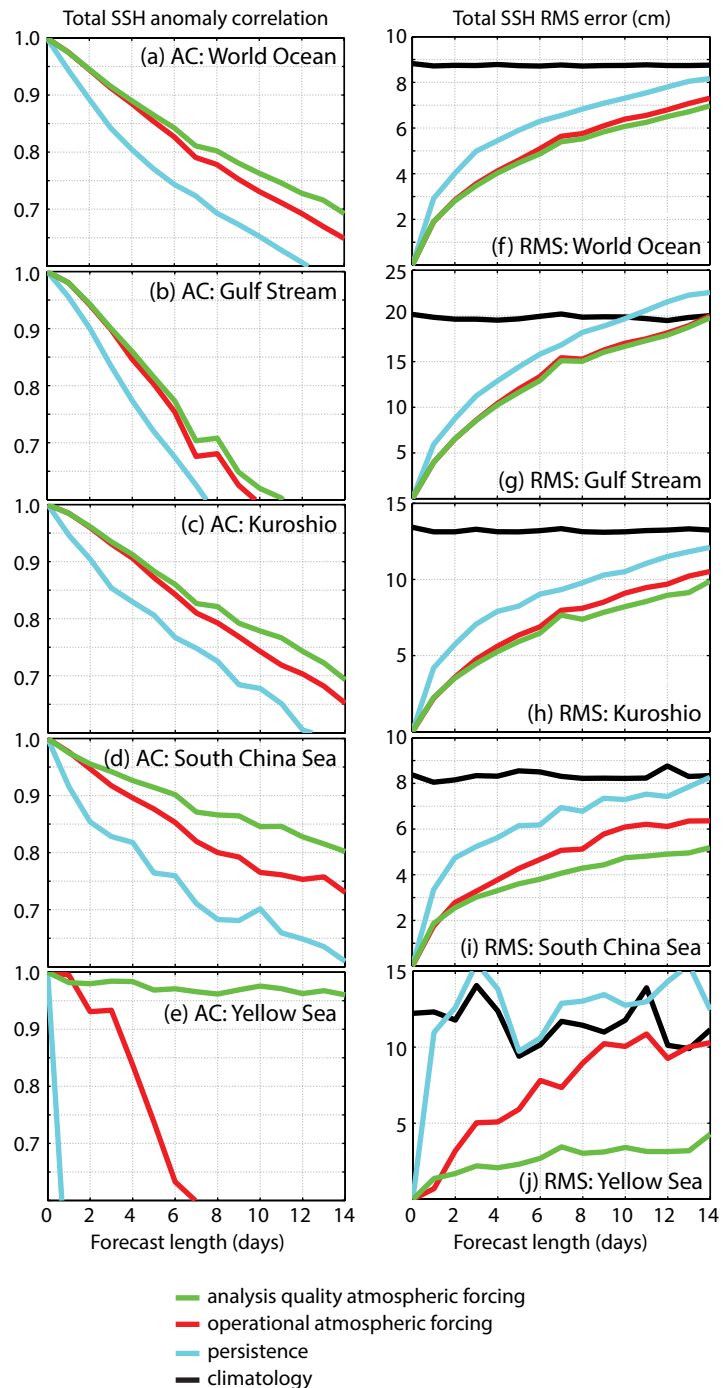 Total SSH anomaly correlation
1.0
0.9
0.8
0.7
(a) AC: World Ocean
1.0
0.9
0.8
0.7
(b) AC: Gulf Stream
1.0
0.9
0.8
0.7
(c) AC: Kuroshio
1.0
0.9
0.8
0.7
(d) AC: South China Sea
1.0
0.9
0.8
0.7
(e) AC: Yellow Sea
0 2 4 6 8 10 12 14
Forecast length (days)
Total SSH RMS error (cm)
10
8
6
4
2
(f) RMS: World Ocean
25
20
15
10
5
(g) RMS: Gulf Stream
15
10
5
(h) RMS: Kuroshio
10
8
6
4
2
(i) RMS: South China Sea
15
10
5
(j) RMS: Yellow Sea
0 2 4 6 8 10 12 14
Forecast length (days)
analysis quality atmospheric forcing
operational atmospheric forcing
persistence
climatology